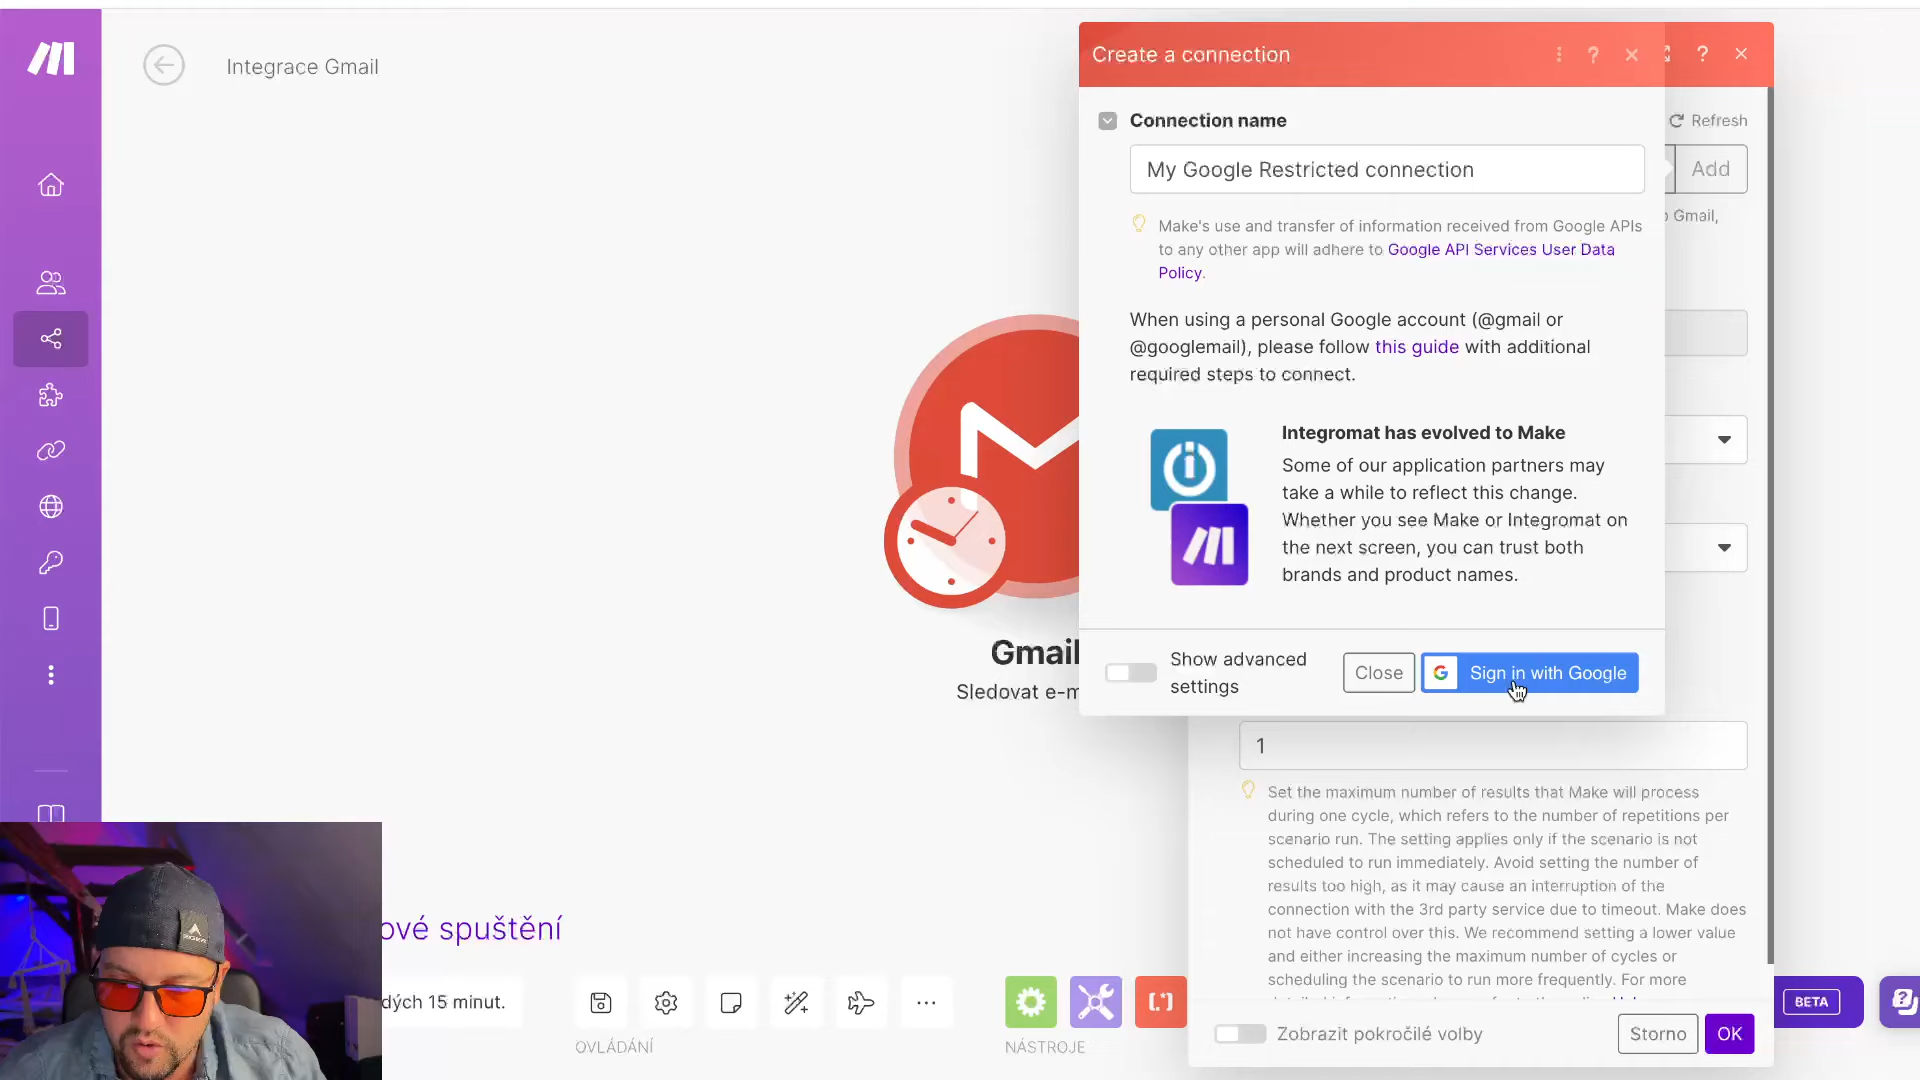 Integrace Gmail
Create a connection
Connection name
Refresh
My Google Restricted connection
Add
Gmail,
Make's use and transfer of information received from Google APIs
to any other app will adhere to Google API Services User Data
Policy.
When using a personal Google account (@gmail or
@googlemail), please follow this guide with additional
required steps to connect.
Integromat has evolved to Make
Some of our application partners may
take a while to reflect this change.
Whether you see Make or Integromat on
the next screen, you can trust both
brands and product names.
Gmail
Sledovat e-m
Show advanced
settings
Close
Sign in with Google
1
Set the maximum number of results that Make will process
during one cycle, which refers to the number of repetitions per
scenario run. The setting applies only if the scenario is not
scheduled to run immediately. Avoid setting the number of
results too high, as it may cause an interruption of the
connection with the 3rd party service due to timeout. Make does
not have control over this. We recommend setting a lower value
and either increasing the maximum number of cycles or
scheduling the scenario to run more frequently. For more
ové spuštění
dých 15 minut.
OVLÁDÁNÍ
NÁSTROJE
BETA
Zobrazit pokročilé volby
Storno
OK